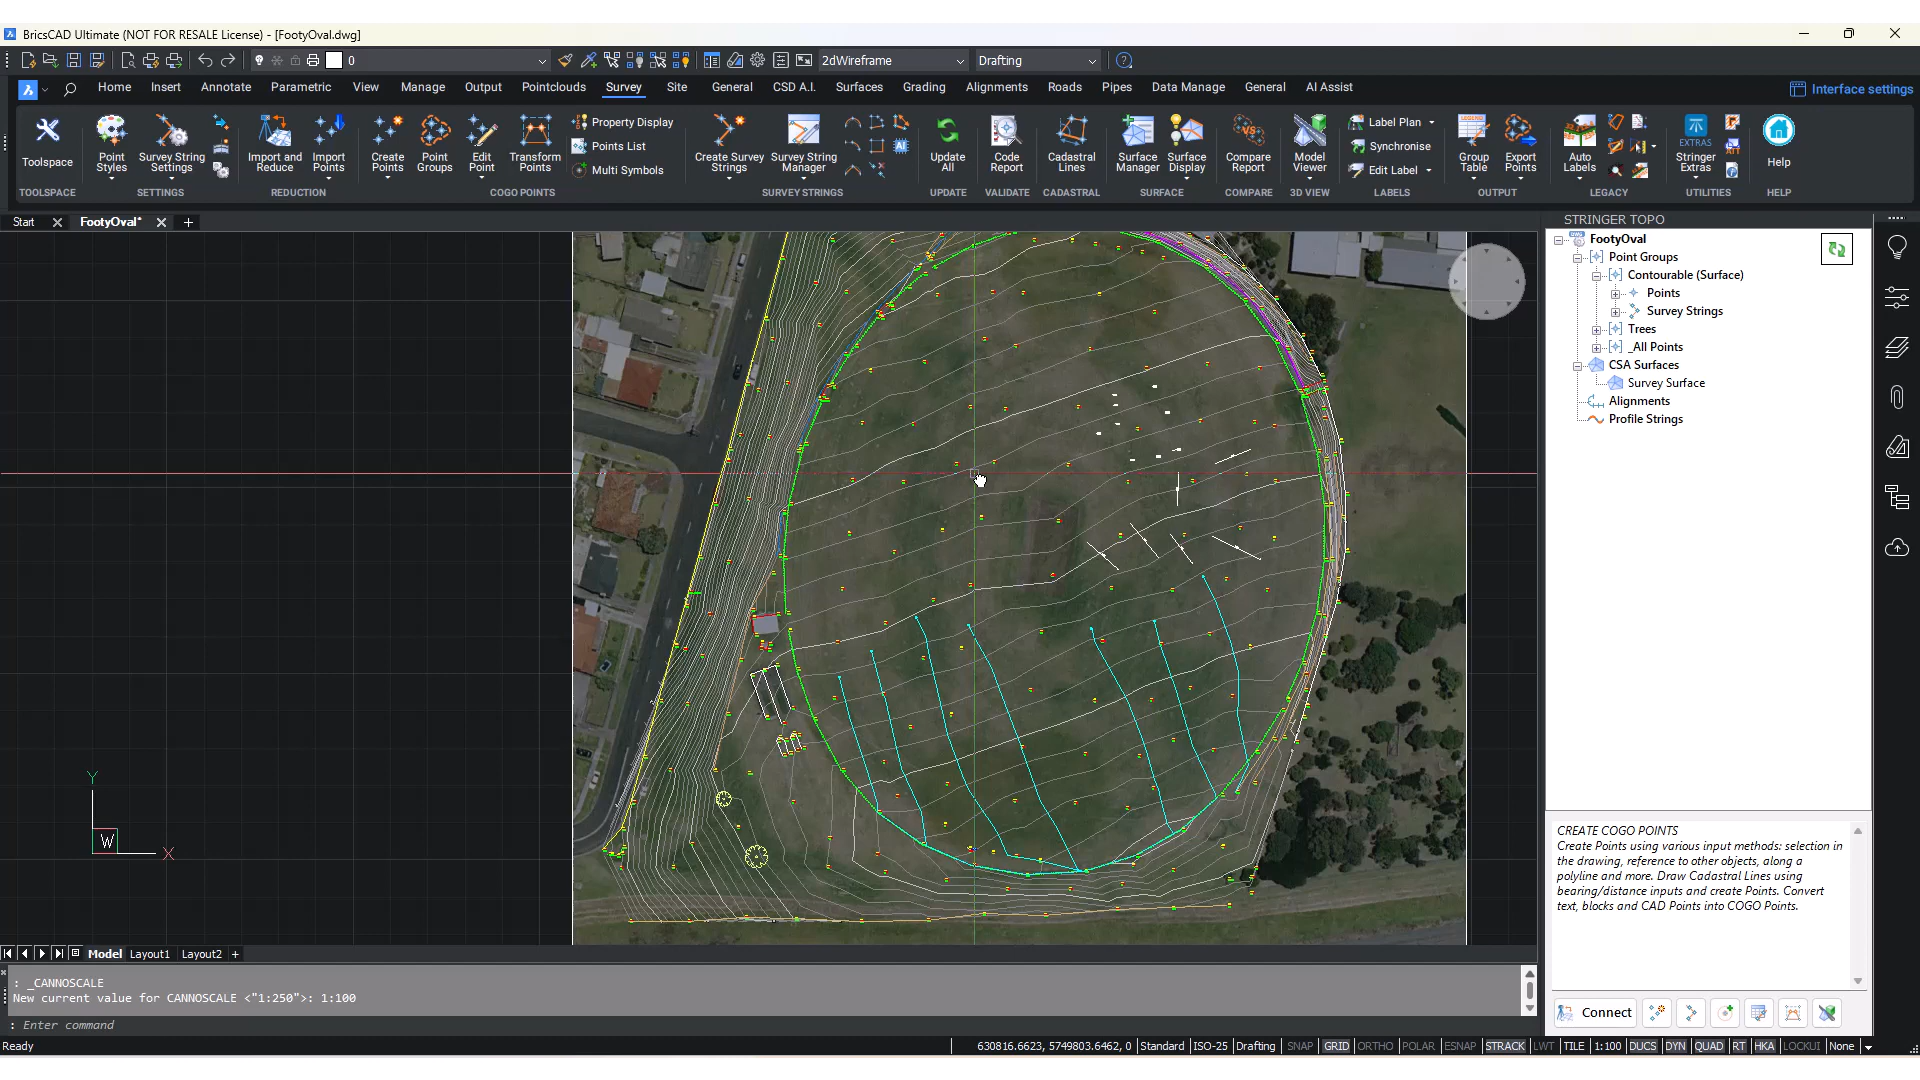 BricsCAD Ultimate (NOT FOR RESALE License) - [FootyOval.dwg]
0 2dWireframe Drafting
Home Insert Annotate Parametric View Manage Output Pointclouds Survey Site General CSD A.I. Surfaces Grading Alignments Roads Pipes Data Manage General AI Assist Interface settings
Toolspace
TOOLSPACE
Point Styles
Survey String Settings
SETTINGS
Import and Reduce
Import Points
REDUCTION
Create Points
Point Groups
Edit Point
Transform Points
Property Display
Points List
Multi Symbols
COGO POINTS
Create Survey Strings
Survey String Manager
SURVEY STRINGS
Update All
UPDATE
Code Report
VALIDATE
Cadastral Lines
CADASTRAL
Surface Manager
Surface Display
SURFACE
Compare Report
COMPARE
Model Viewer
3D VIEW
Label Plan
Synchronise
Edit Label
LABELS
Group Table
Export Points
OUTPUT
Auto Labels
LEGACY
EXTRAS
Stringer Extras
UTILITIES
Help
HELP
Start FootyOval*
STRINGER TOPO
FootyOval
Point Groups
Contourable (Surface)
Points
Survey Strings
Trees
_All Points
CSA Surfaces
Survey Surface
Alignments
Profile Strings
Y
W
X
CREATE COGO POINTS
Create Points using various input methods: selection in
the drawing, reference to other objects, along a
polyline and more. Draw Cadastral Lines using
bearing/distance inputs and create Points. Convert
text, blocks and CAD Points into COGO Points.
Connect
Model Layout1 Layout2 +
: _CANNOSCALE
New current value for CANNOSCALE <"1:250">: 1:100
: Enter command
Ready 630816.6623, 5749803.6462, 0 Standard ISO-25 Drafting SNAP GRID ORTHO POLAR ESNAP STRACK LWT TILE 1:100 DUCS DYN QUAD RT HKA LOCKUI None